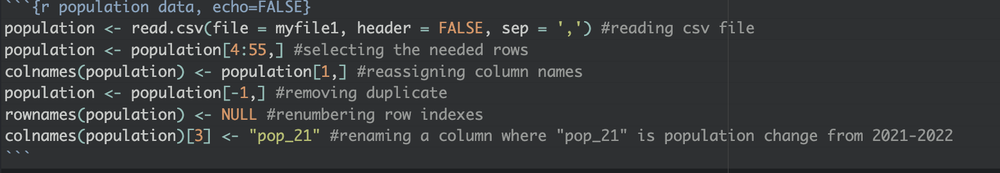 ```{r population data, echo=FALSE}
population <- read.csv(file = myfile1, header = FALSE, sep = ',') #reading csv file
population <- population[4:55,] #selecting the needed rows
colnames(population) <- population[1,] #reassigning column names
population <- population[-1,] #removing duplicate
rownames(population) <- NULL #renumbering row indexes
colnames(population)[3] <- "pop_21" #renaming a column where "pop_21" is population change from 2021-2022
```